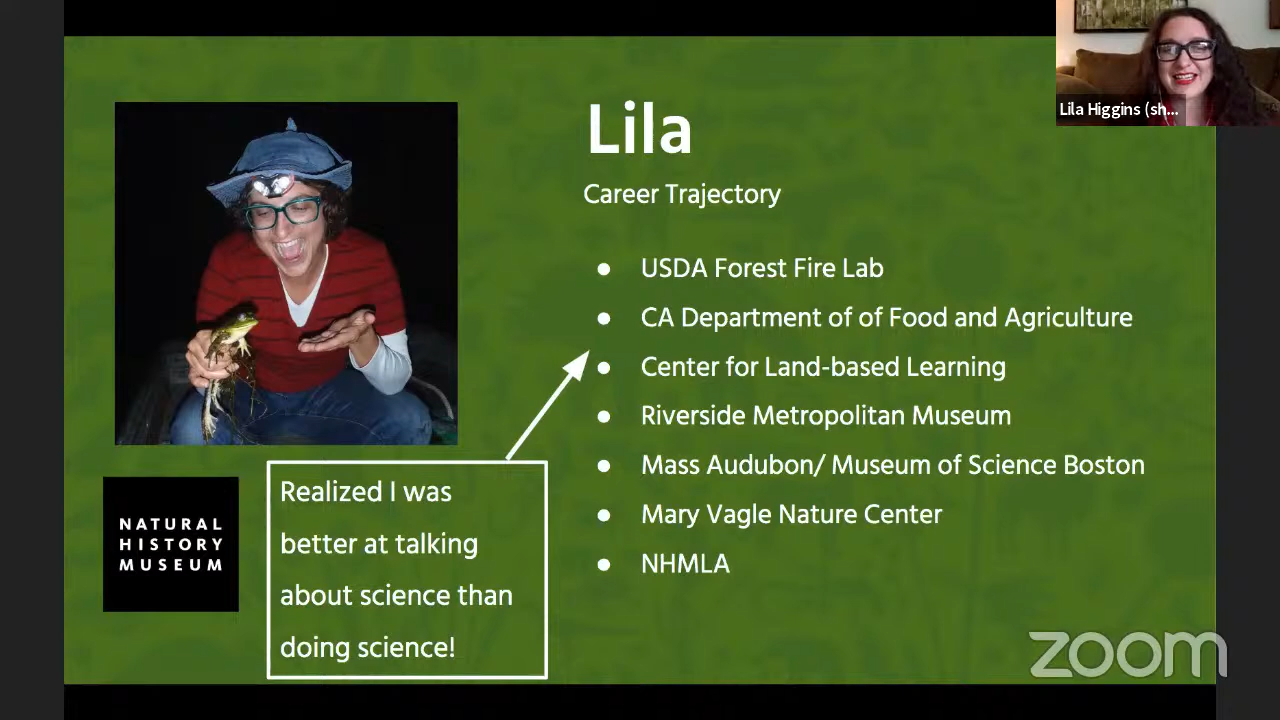 Lila Higgins (sh...
Lila
Career Trajectory
● USDA Forest Fire Lab
● CA Department of of Food and Agriculture
● Center for Land-based Learning
● Riverside Metropolitan Museum
● Mass Audubon/ Museum of Science Boston
● Mary Vagle Nature Center
● NHMLA
Realized I was
better at talking
about science than
doing science!
NATURAL
HISTORY
MUSEUM
zoom